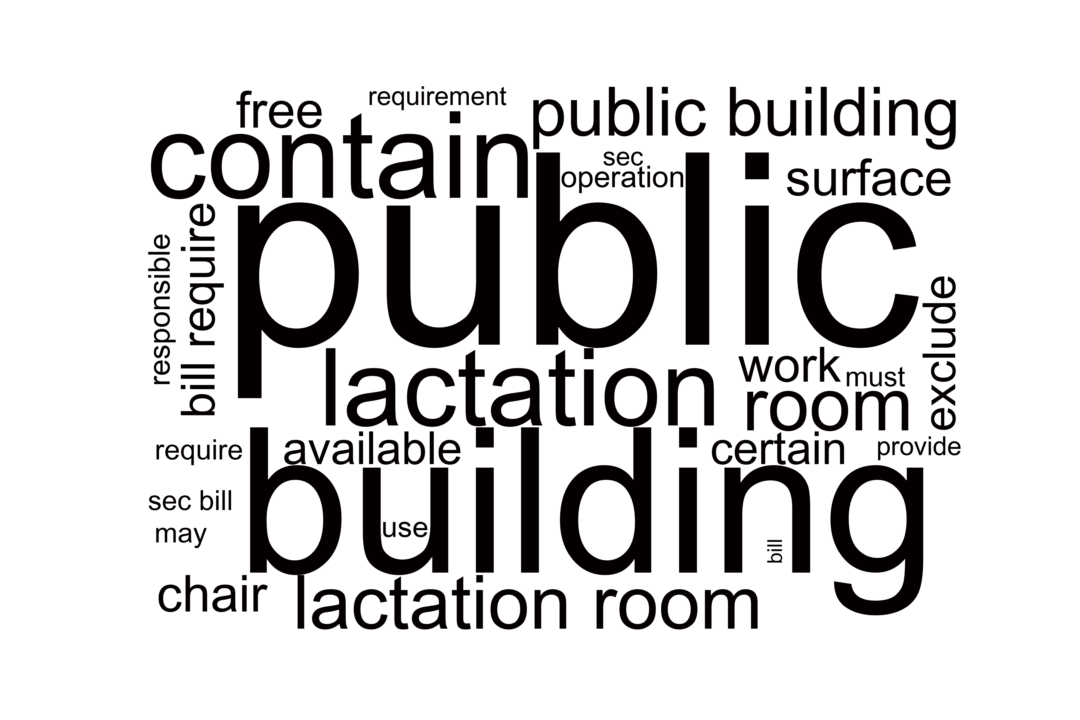 free
requirement
public building
contain
sec
operation
surface
public
responsible
bill require
exclude
lactation
work
must
room
require
available
certain
provide
building
sec bill
use
may
bill
chair
lactation room